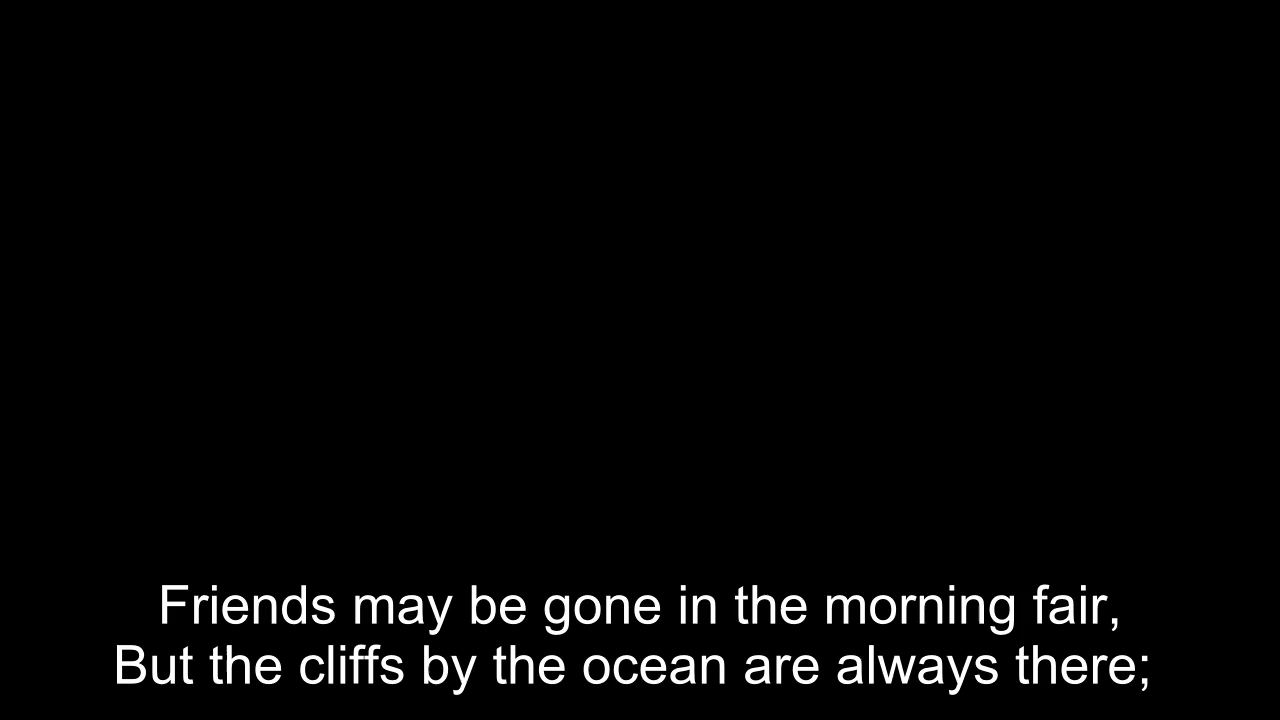 Friends may be gone in the morning fair,
But the cliffs by the ocean are always there;